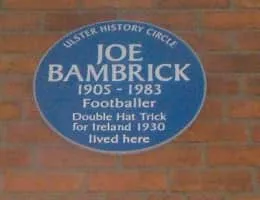 ULSTER HISTORY CIRCLE
JOE
BAMBRICK
1905 - 1983
Footballer
Double Hat Trick
for Ireland 1930
lived here